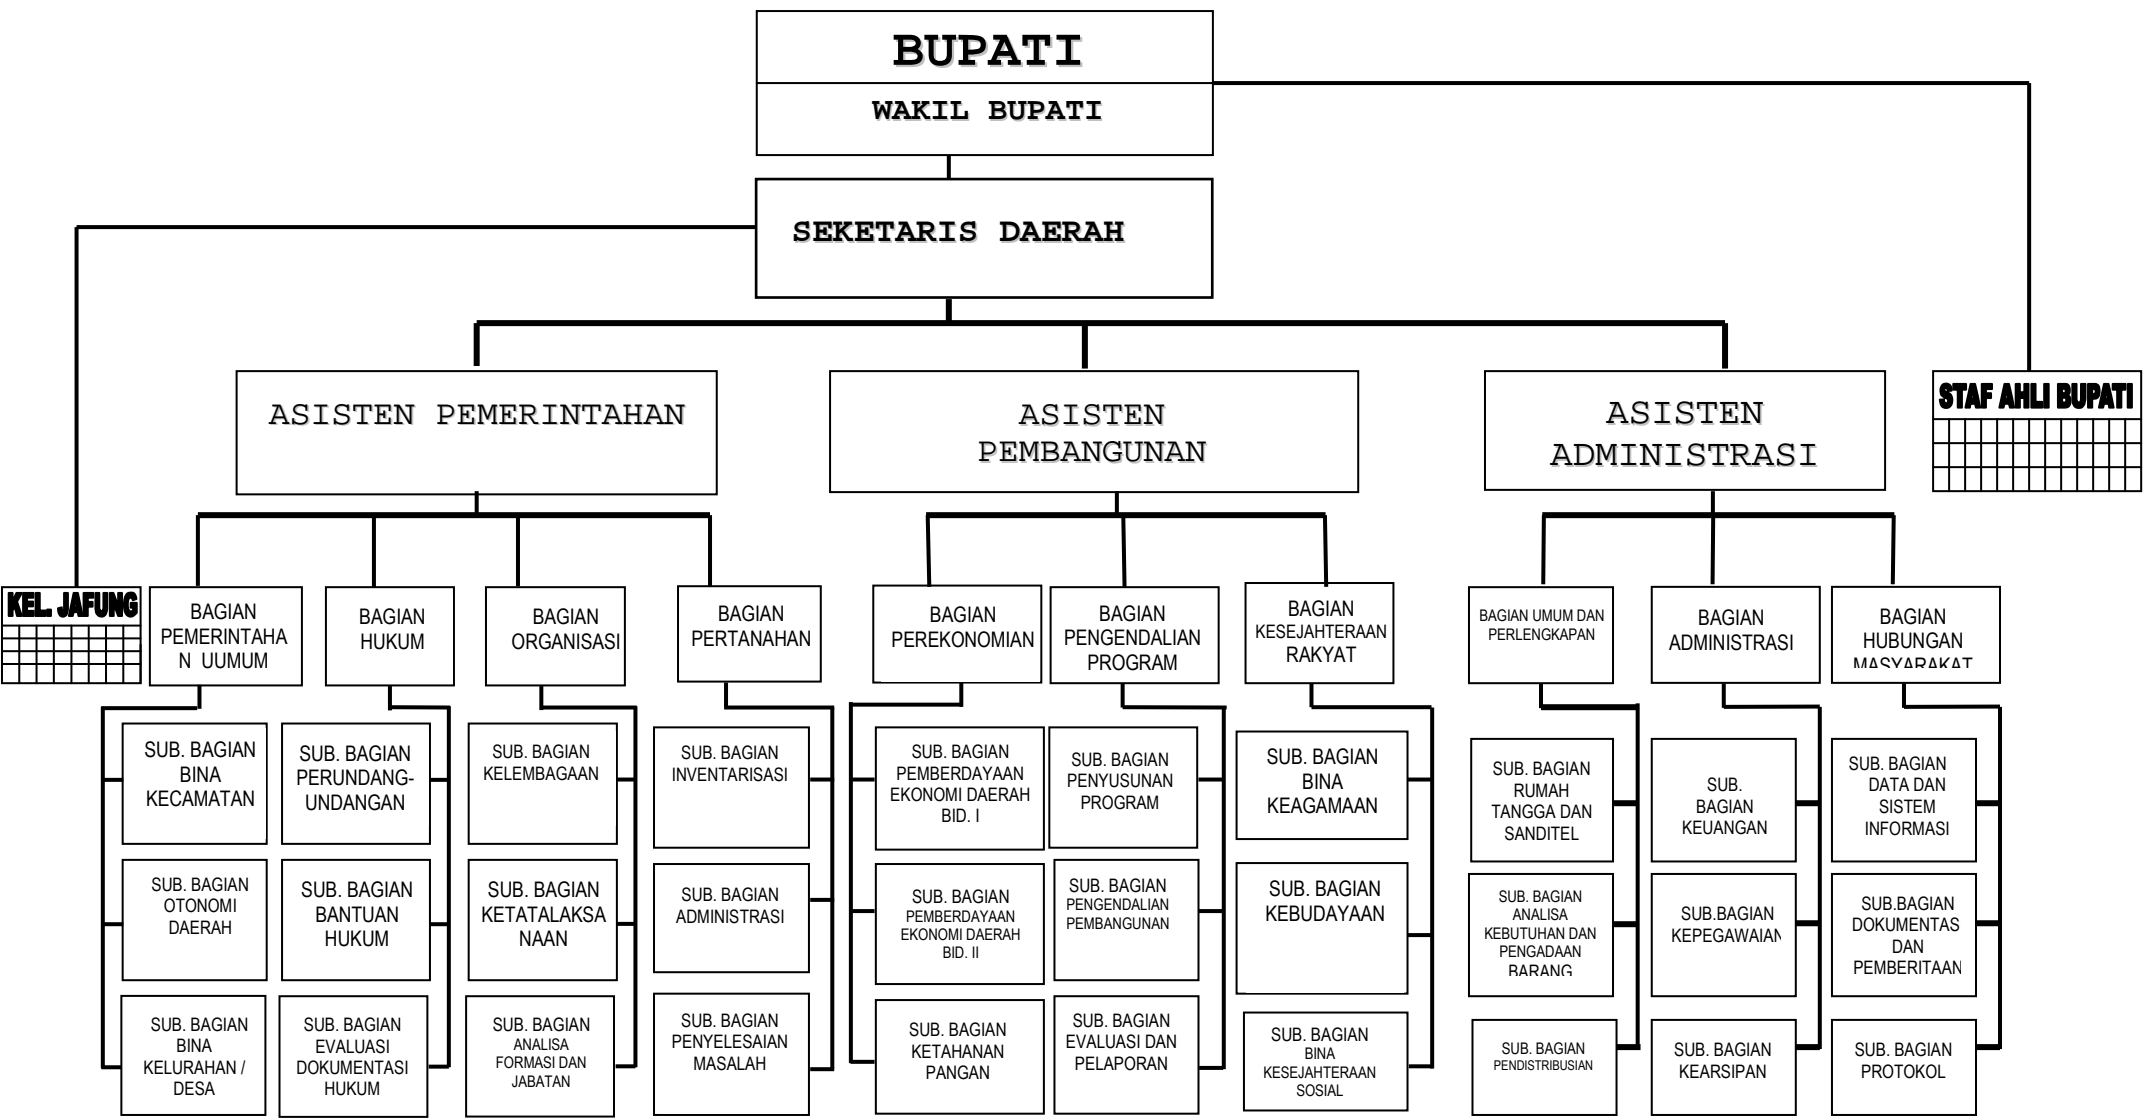 BUPATI
WAKIL BUPATI
SEKETARIS DAERAH
ASISTEN PEMERINTAHAN
ASISTEN
PEMBANGUNAN
ASISTEN
ADMINISTRASI
STAF AHLI BUPATI
KEL. JAFUNG
BAGIAN
PEMERINTAHA
N UUMUM
BAGIAN
HUKUM
BAGIAN
ORGANISASI
BAGIAN
PERTANAHAN
BAGIAN
PEREKONOMIAN
BAGIAN
PENGENDALIAN
PROGRAM
BAGIAN
KESEJAHTERAAN
RAKYAT
BAGIAN UMUM DAN
PERLENGKAPAN
BAGIAN
ADMINISTRASI
BAGIAN
HUBUNGAN
MASYARAKAT
SUB. BAGIAN
BINA
KECAMATAN
SUB. BAGIAN
PERUNDANG-
UNDANGAN
SUB. BAGIAN
KELEMBAGAAN
SUB. BAGIAN
INVENTARISASI
SUB. BAGIAN
PEMBERDAYAAN
EKONOMI DAERAH
BID. I
SUB. BAGIAN
PENYUSUNAN
PROGRAM
SUB. BAGIAN
BINA
KEAGAMAAN
SUB. BAGIAN
RUMAH
TANGGA DAN
SANDITEL
SUB.
BAGIAN
KEUANGAN
SUB. BAGIAN
DATA DAN
SISTEM
INFORMASI
SUB. BAGIAN
OTONOMI
DAERAH
SUB. BAGIAN
BANTUAN
HUKUM
SUB. BAGIAN
KETATALAKSA
NAAN
SUB. BAGIAN
ADMINISTRASI
SUB. BAGIAN
PEMBERDAYAAN
EKONOMI DAERAH
BID. II
SUB. BAGIAN
PENGENDALIAN
PEMBANGUNAN
SUB. BAGIAN
KEBUDAYAAN
SUB. BAGIAN
ANALISA
KEBUTUHAN DAN
PENGADAAN
BARANG
SUB.BAGIAN
KEPEGAWAIAN
SUB.BAGIAN
DOKUMENTAS
DAN
PEMBERITAAN
SUB. BAGIAN
BINA
KELURAHAN /
DESA
SUB. BAGIAN
EVALUASI
DOKUMENTASI
HUKUM
SUB. BAGIAN
ANALISA
FORMASI DAN
JABATAN
SUB. BAGIAN
PENYELESAIAN
MASALAH
SUB. BAGIAN
KETAHANAN
PANGAN
SUB. BAGIAN
EVALUASI DAN
PELAPORAN
SUB. BAGIAN
BINA
KESEJAHTERAAN
SOSIAL
SUB. BAGIAN
PENDISTRIBUSIAN
SUB. BAGIAN
KEARSIPAN
SUB. BAGIAN
PROTOKOL